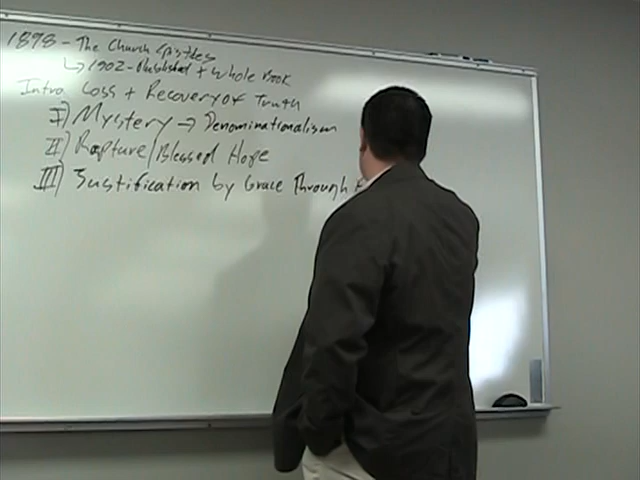 1898 - The Church Epistles
↳ 1902 - Published + Whole Book
Intro Loss + Recovery of Truth
I) Mystery ⇒ Denominationalism
II) Rapture/Blessed Hope
III) Justification by Grace Through